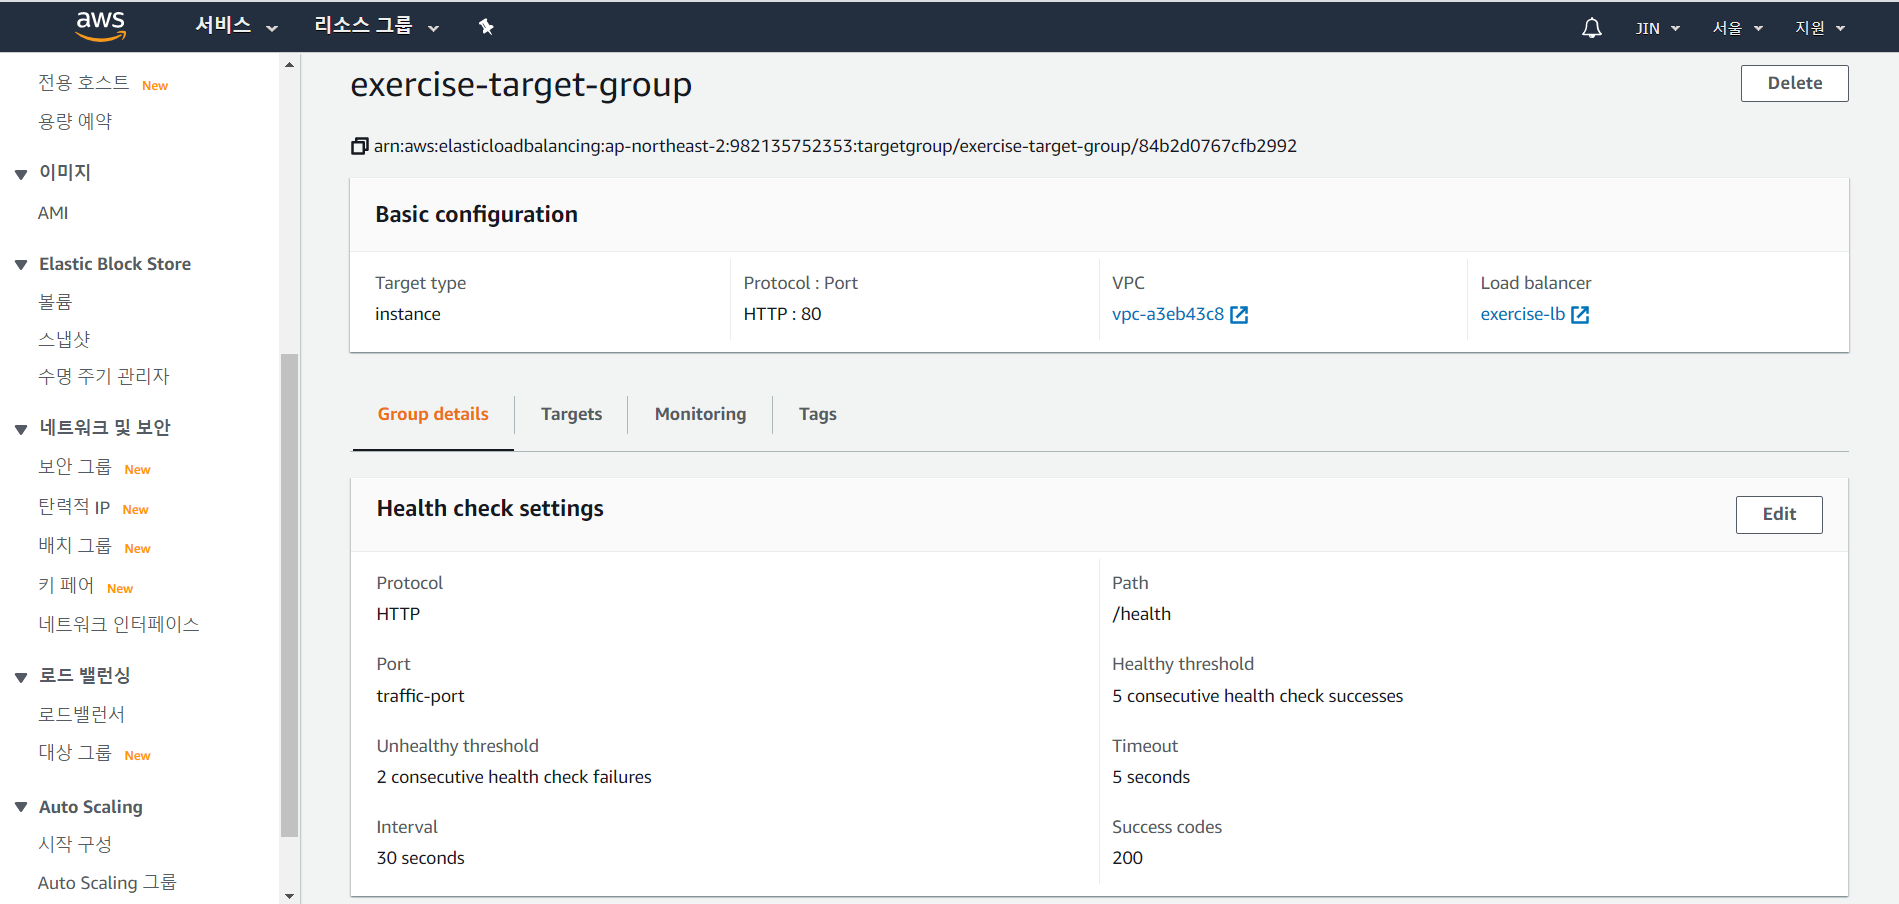 aws 서비스 리소스 그룹 JIN 서울 지원
전용 호스트 New
용량 예약
이미지
AMI
Elastic Block Store
볼륨
스냅샷
수명 주기 관리자
네트워크 및 보안
보안 그룹 New
탄력적 IP New
배치 그룹 New
키 페어 New
네트워크 인터페이스
로드 밸런싱
로드밸런서
대상 그룹 New
Auto Scaling
시작 구성
Auto Scaling 그룹
exercise-target-group
Delete
arn:aws:elasticloadbalancing:ap-northeast-2:982135752353:targetgroup/exercise-target-group/84b2d0767cfb2992
Basic configuration
Target type
instance
Protocol : Port
HTTP : 80
VPC
vpc-a3eb43c8
Load balancer
exercise-lb
Group details Targets Monitoring Tags
Health check settings
Edit
Protocol
HTTP
Path
/health
Port
traffic-port
Healthy threshold
5 consecutive health check successes
Unhealthy threshold
2 consecutive health check failures
Timeout
5 seconds
Interval
30 seconds
Success codes
200